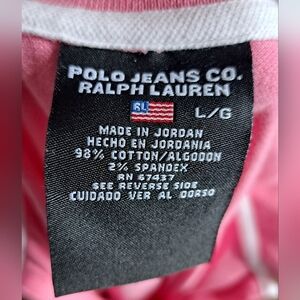 POLO JEANS CO.
RALPH LAUREN
RL
L/G
MADE IN JORDAN
HECHO EN JORDANIA
98% COTTON/ALGODON
2% SPANDEX
RN 67437
SEE REVERSE SIDE
CUIDADO VER AL DORSO